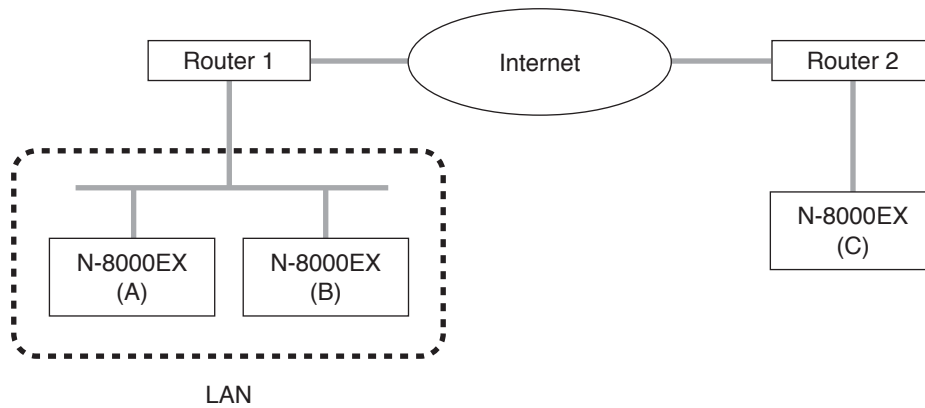 Router 1
Internet
Router 2
N-8000EX
(A)
N-8000EX
(B)
N-8000EX
(C)
LAN